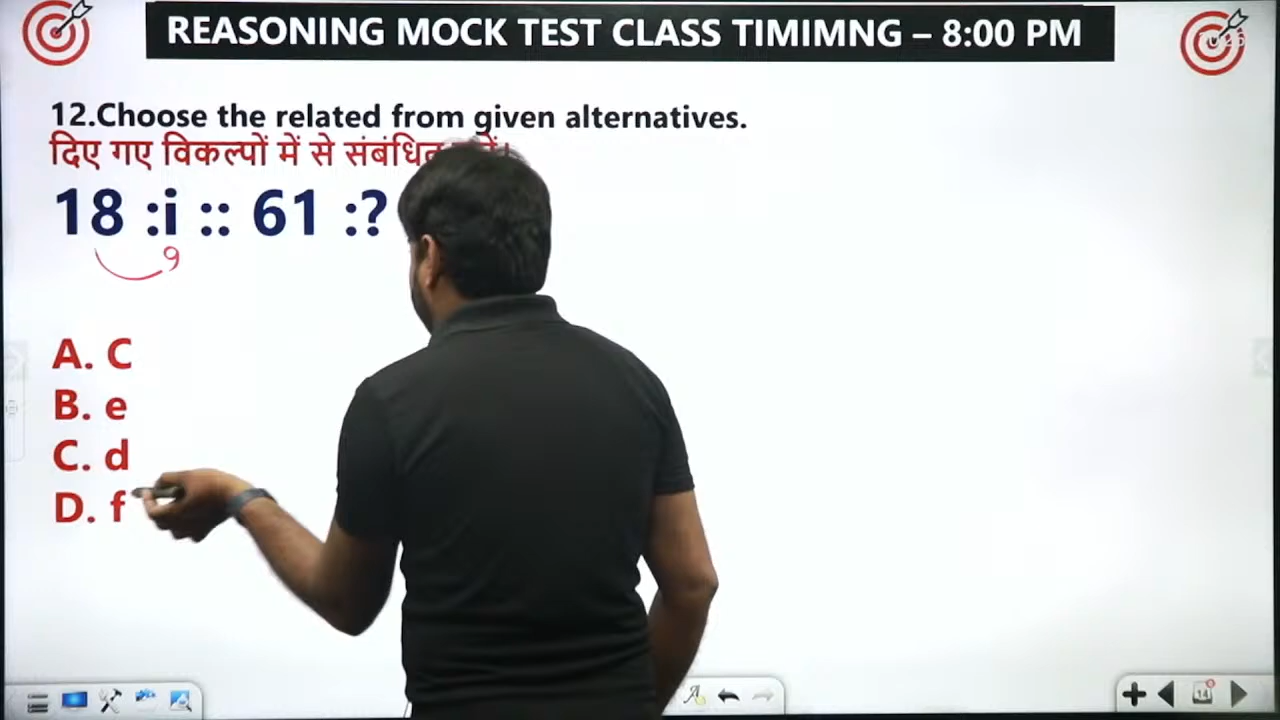 REASONING MOCK TEST CLASS TIMIMNG – 8:00 PM
12.Choose the related from given alternatives.
दिए गए विकल्पों में से
18 :i :: 61 :?
9
A. C
B. e
C. d
D. f
14